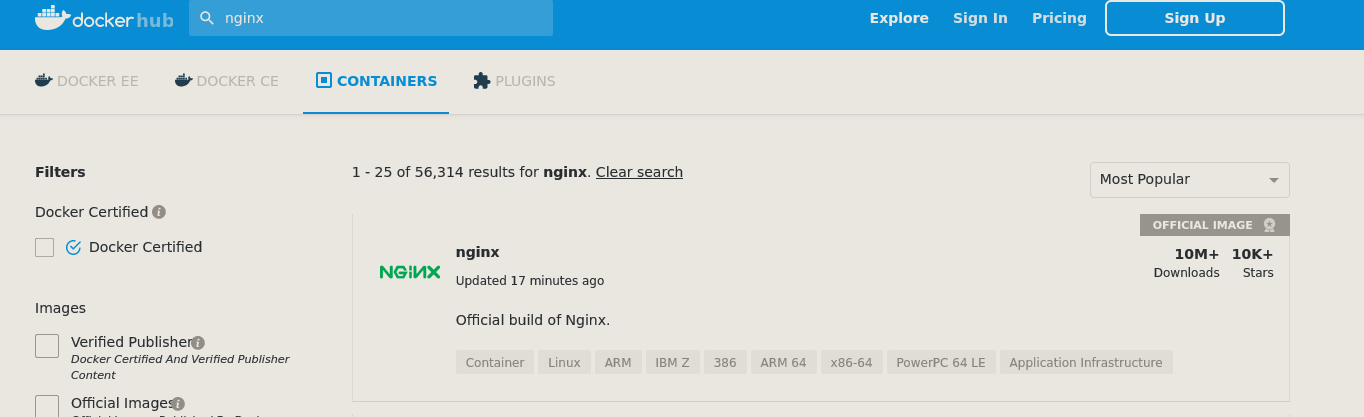 docker hub
nginx
Explore
Sign In
Pricing
Sign Up
DOCKER EE
DOCKER CE
CONTAINERS
PLUGINS
Filters
Docker Certified
Docker Certified
Images
Verified Publisher
Docker Certified And Verified Publisher
Content
Official Images
1 - 25 of 56,314 results for nginx. Clear search
Most Popular
OFFICIAL IMAGE
NGINX
nginx
Updated 17 minutes ago
10M+
Downloads
10K+
Stars
Official build of Nginx.
Container
Linux
ARM
IBM Z
386
ARM 64
x86-64
PowerPC 64 LE
Application Infrastructure